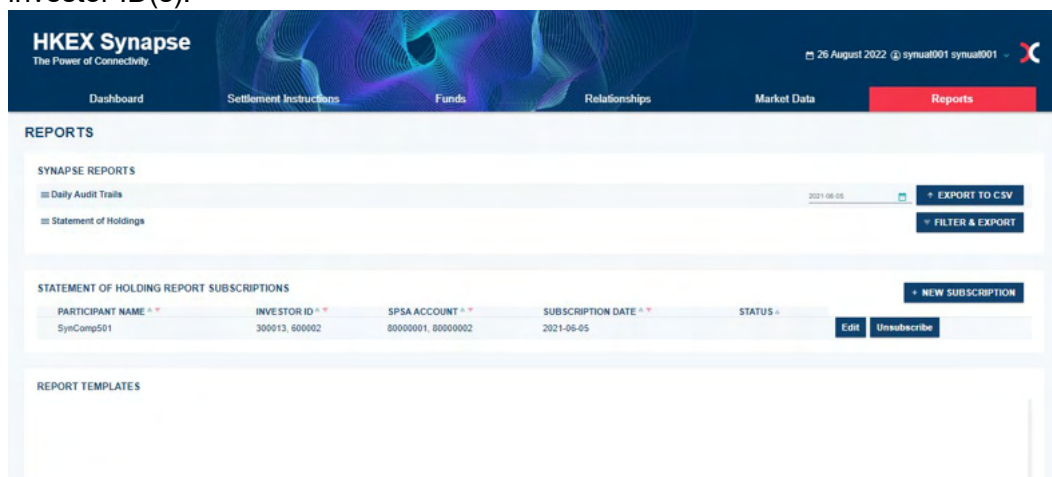 investor ID(s).
HKEX Synapse
The Power of Connectivity.
26 August 2022 synuat001 synuat001
Dashboard Settlement Instructions Funds Relationships Market Data Reports
REPORTS
SYNAPSE REPORTS
Daily Audit Trails 2021-06-05 EXPORT TO CSV
Statement of Holdings FILTER & EXPORT
STATEMENT OF HOLDING REPORT SUBSCRIPTIONS + NEW SUBSCRIPTION
PARTICIPANT NAME INVESTOR ID SPSA ACCOUNT SUBSCRIPTION DATE STATUS
SynComp501 300013, 600002 80000001, 80000002 2021-06-05 Edit Unsubscribe
REPORT TEMPLATES